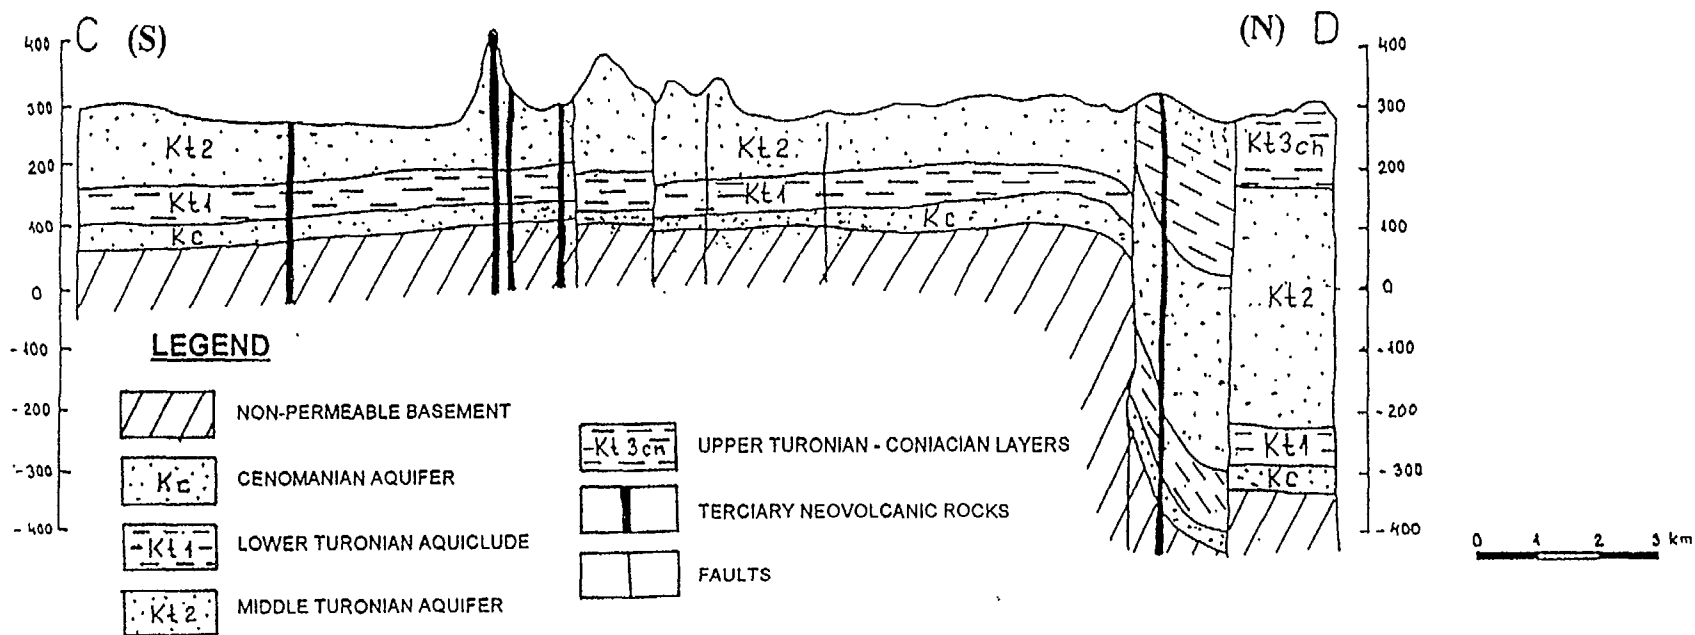 C (S)
(N) D
400
300
200
100
0
-100
-200
-300
-400
400
300
200
100
0
-100
-200
-300
-400
Kt2
Kt1
Kc
Kt2
Kt1
Kc
Kt3cn
Kt2
Kt1
Kc
LEGEND
NON-PERMEABLE BASEMENT
Kc CENOMANIAN AQUIFER
Kt1 LOWER TURONIAN AQUICLUDE
Kt2 MIDDLE TURONIAN AQUIFER
Kt3cn UPPER TURONIAN - CONIACIAN LAYERS
TERCIARY NEOVOLCANIC ROCKS
FAULTS
0 1 2 3 km